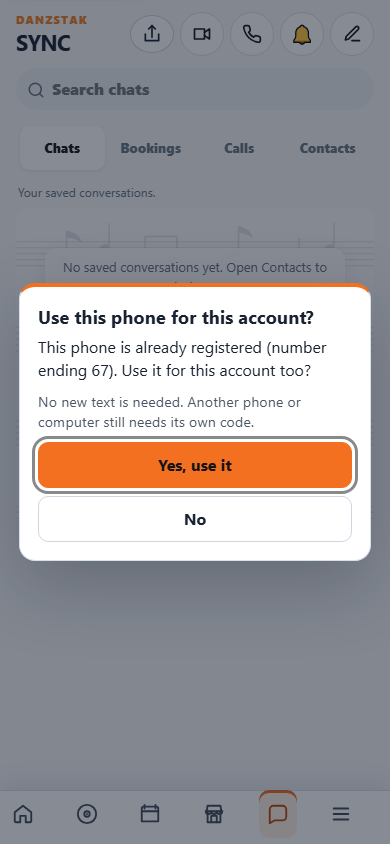 DANZSTAK
SYNC
Search chats
Chats
Bookings
Calls
Contacts
Your saved conversations.
No saved conversations yet. Open Contacts to
Use this phone for this account?
This phone is already registered (number
ending 67). Use it for this account too?
No new text is needed. Another phone or
computer still needs its own code.
Yes, use it
No